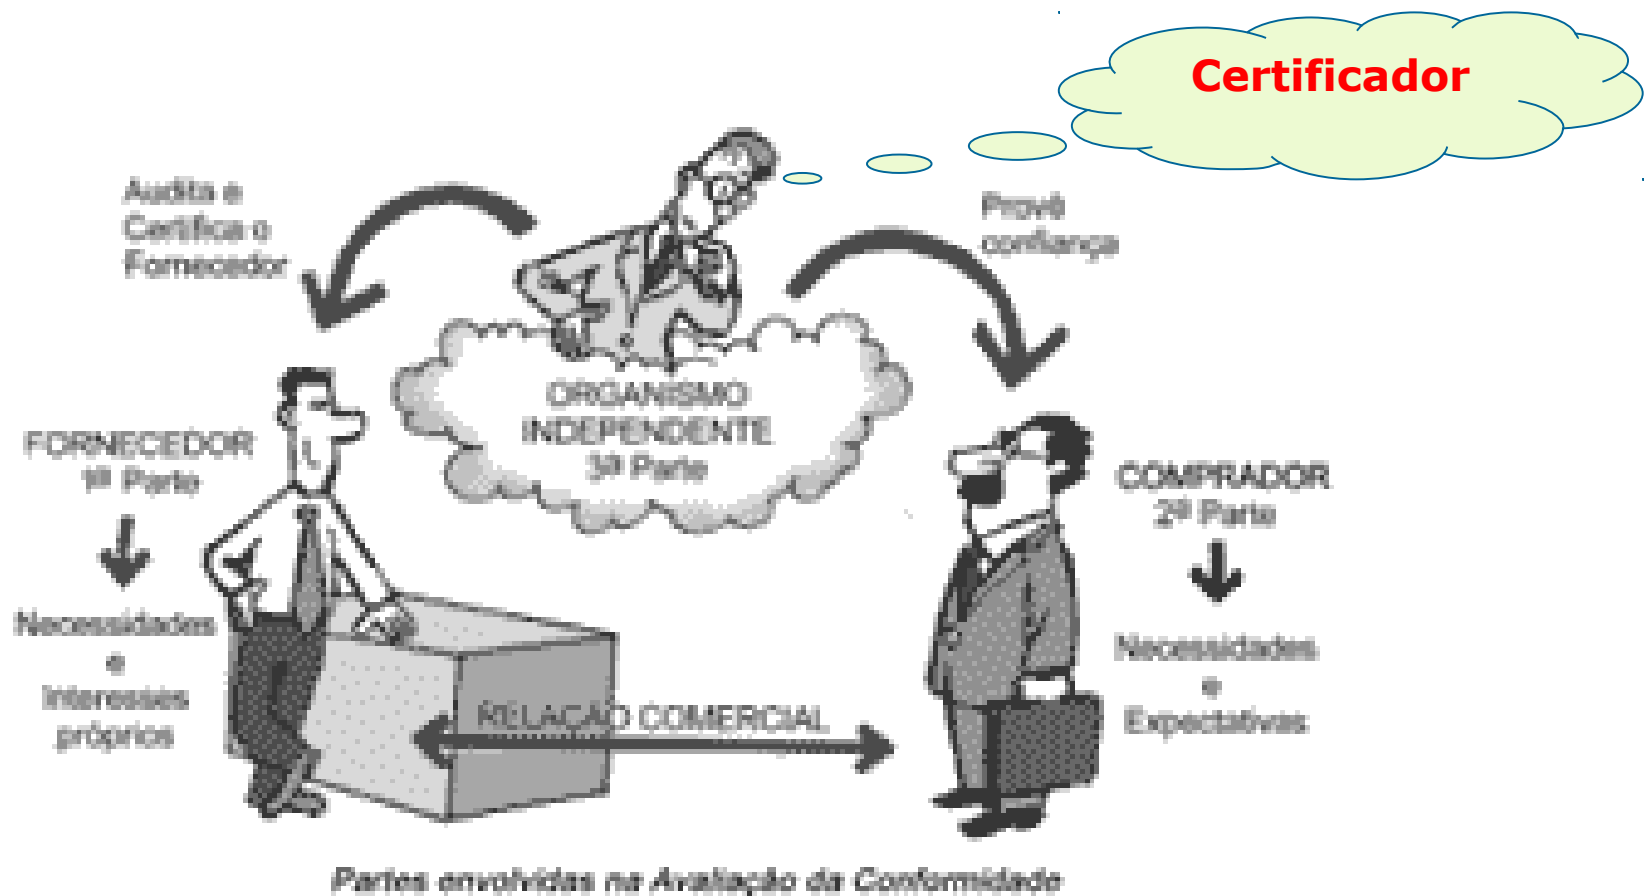 Certificador
Audita e
Certifica o
Fornecedor
Provê
confiança
ORGANISMO
INDEPENDENTE
3ª Parte
FORNECEDOR
1ª Parte
Necessidades
e
Interesses
próprios
COMPRADOR
2ª Parte
Necessidades
e
Expectativas
RELAÇÃO COMERCIAL
Partes envolvidas na Avaliação da Conformidade